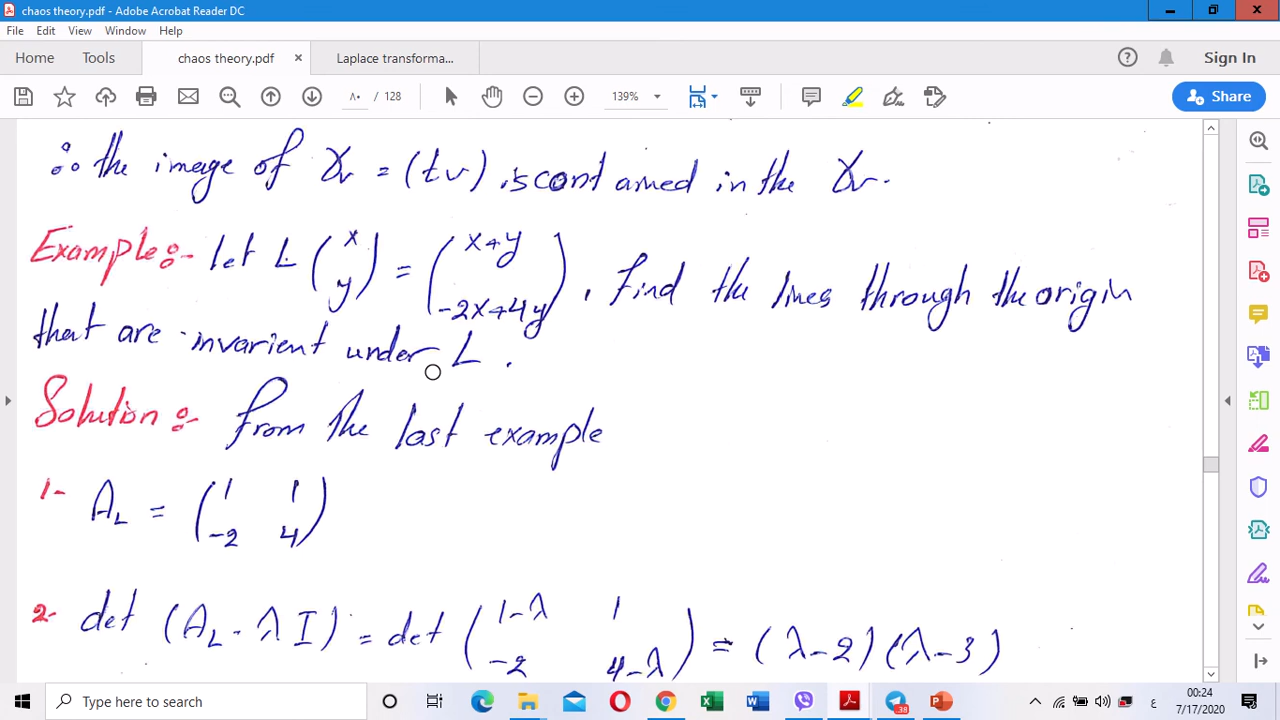 chaos theory.pdf - Adobe Acrobat Reader DC
File Edit View Window Help
Home Tools chaos theory.pdf × Laplace transforma... Sign In
/ 128 139% Share
∴ the image of γv = (tv) is contained in the γv.
Example:- let L (x y) = (x+y -2x+4y) . Find the lines through the origin
that are invarient under L .
Solution:- from the last example
1- A_L = (1 1 -2 4)
2- det (A_L - λI) = det (1-λ 1 -2 4-λ) = (λ-2)(λ-3)
Type here to search
38
ع
00:24
7/17/2020